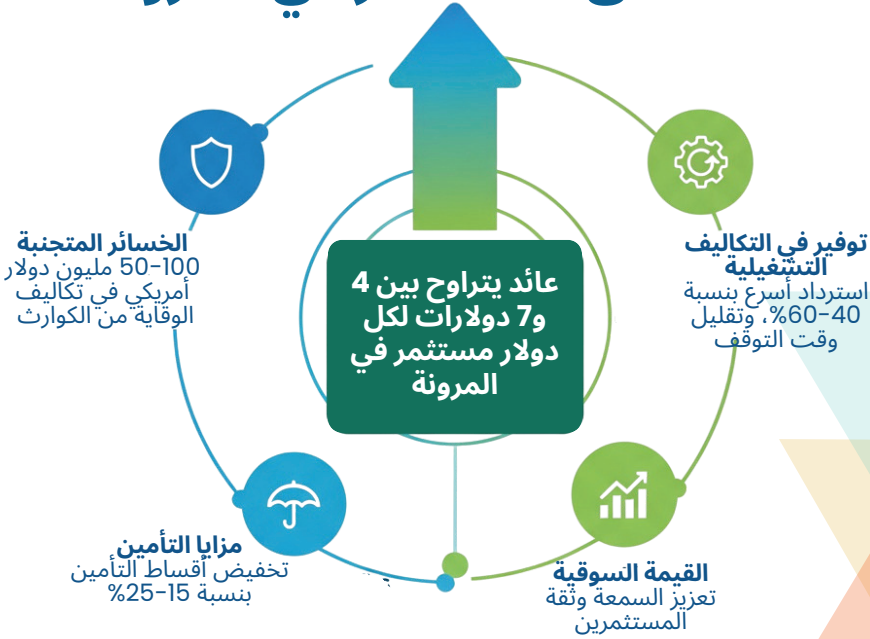 توفير في التكاليف
التشغيلية
استرداد أسرع بنسبة
40-60%، وتقليل
وقت التوقف
الخسائر المتجنبة
50-100 مليون دولار
أمريكي في تكاليف
الوقاية من الكوارث
عائد يتراوح بين 4
و7 دولارات لكل
دولار مستثمر في
المرونة
القيمة السوقية
تعزيز السمعة وثقة
المستثمرين
مزايا التأمين
تخفيض أقساط التأمين
بنسبة 15-25%